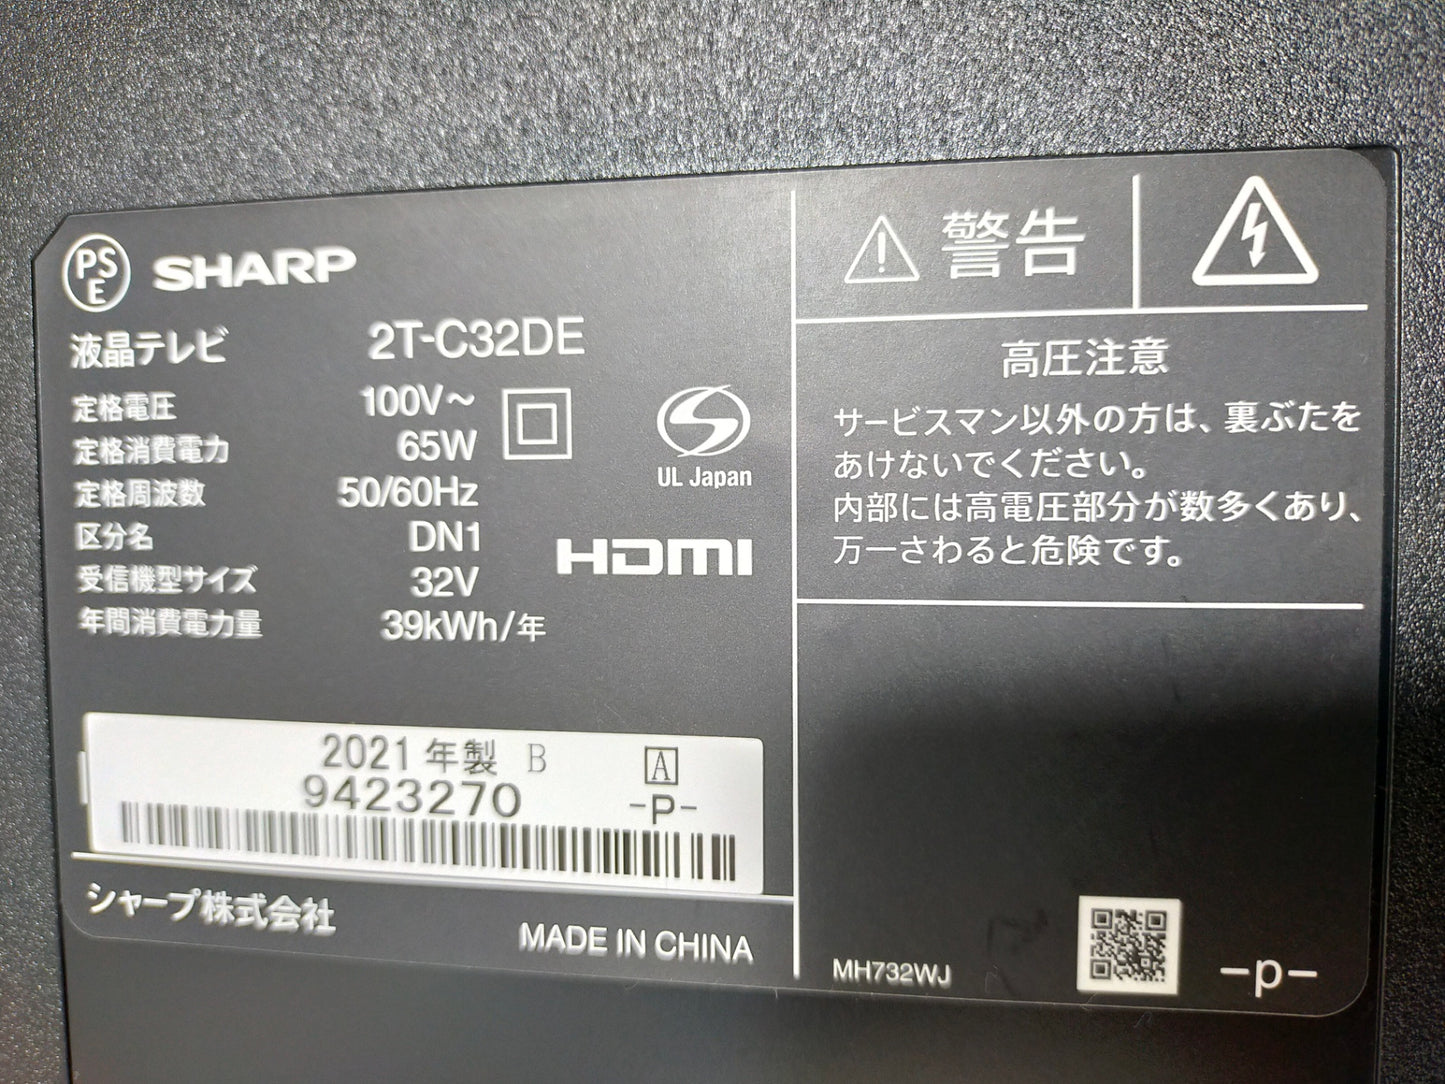 PSE SHARP
液晶テレビ 2T-C32DE
定格電圧 100V～
定格消費電力 65W
定格周波数 50/60Hz
区分名 DN1
受信機型サイズ 32V
年間消費電力量 39kWh/年
UL Japan
HDMI
2021年製 B A
9423270 -P-
シャープ株式会社
MADE IN CHINA
警告
高圧注意
サービスマン以外の方は、裏ぶたを
あけないでください。
内部には高電圧部分が数多くあり、
万一さわると危険です。
MH732WJ -p-